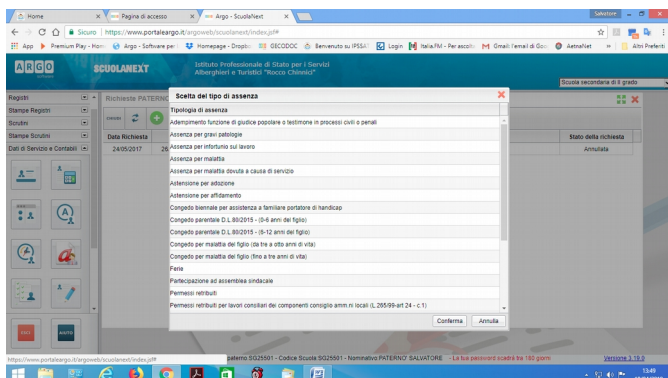 Home
Pagina di accesso
Argo - ScuolaNext
Salvatore
Sicuro
https://www.portaleargo.it/argoweb/scuolanext/index.jsf#
App
Premium Play - Hom
Argo - Software per i
Homepage - Dropbo
GECODOC
Benvenuto su IPSSAT
Login
Italia FM - Per ascolta
Gmail: l'email di Goo
AetnaNet
Altri Preferiti
ARGO
SCUOLANEXT
Istituto Professionale di Stato per i Servizi
Alberghieri e Turistici "Rocco Chinnici"
Scuola secondaria di II grado
Registri
Stampe Registri
Scrutini
Stampe Scrutini
Dati di Servizio e Contabili
Richieste PATERNO
Data Richiesta
Stato della richiesta
24/05/2017
26
Annullata
Scelta del tipo di assenza
Tipologia di assenza
Adempimento funzione di giudice popolare o testimone in processi civili o penali
Assenza per gravi patologie
Assenza per infortunio sul lavoro
Assenza per malattia
Assenza per malattia dovuta a causa di servizio
Astensione per adozione
Astensione per affidamento
Congedo biennale per assistenza a familiare portatore di handicap
Congedo parentale D.L.80/2015 - (0-6 anni del figlio)
Congedo parentale D.L.80/2015 - (6-12 anni del figlio)
Congedo per malattia del figlio (da tre a otto anni di vita)
Congedo per malattia del figlio (fino a tre anni di vita)
Ferie
Partecipazione ad assemblea sindacale
Permessi retribuiti
Permessi retribuiti per lavori consiliari dei componenti consiglio amm.ni locali (L.265/99-art 24 - c.1)
Conferma
Annulla
ESCI
AIUTO
https://www.portaleargo.it/argoweb/scuolanext/index.jsf#
paterno.SG25501 - Codice Scuola:SG25501 - Nominativo:PATERNO' SALVATORE - La tua password scadrà fra 180 giorni
Versione 3.19.0
13:49